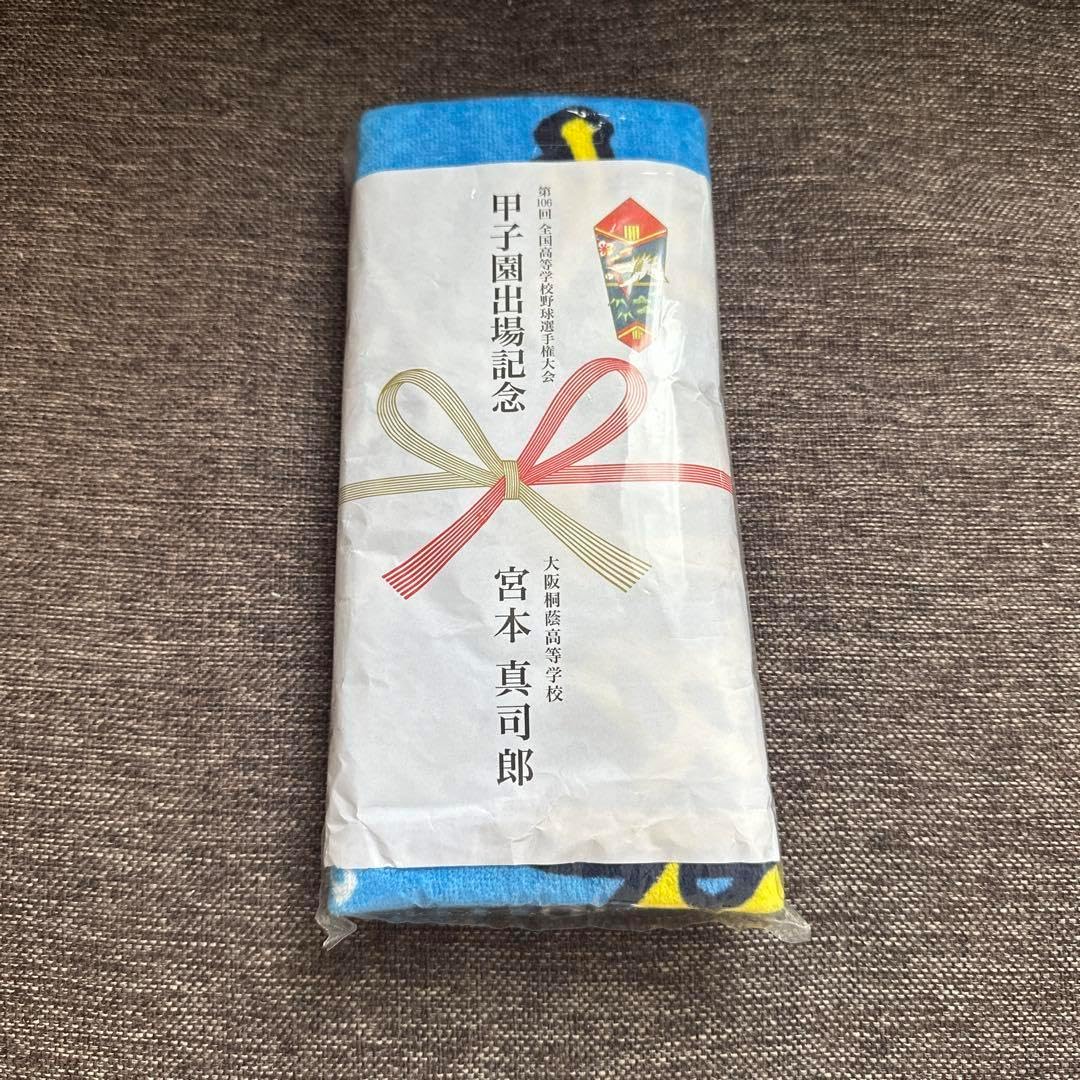 第106回 全国高等学校野球選手権大会
甲子園出場記念
大阪桐蔭高等学校
宮本 真司郎